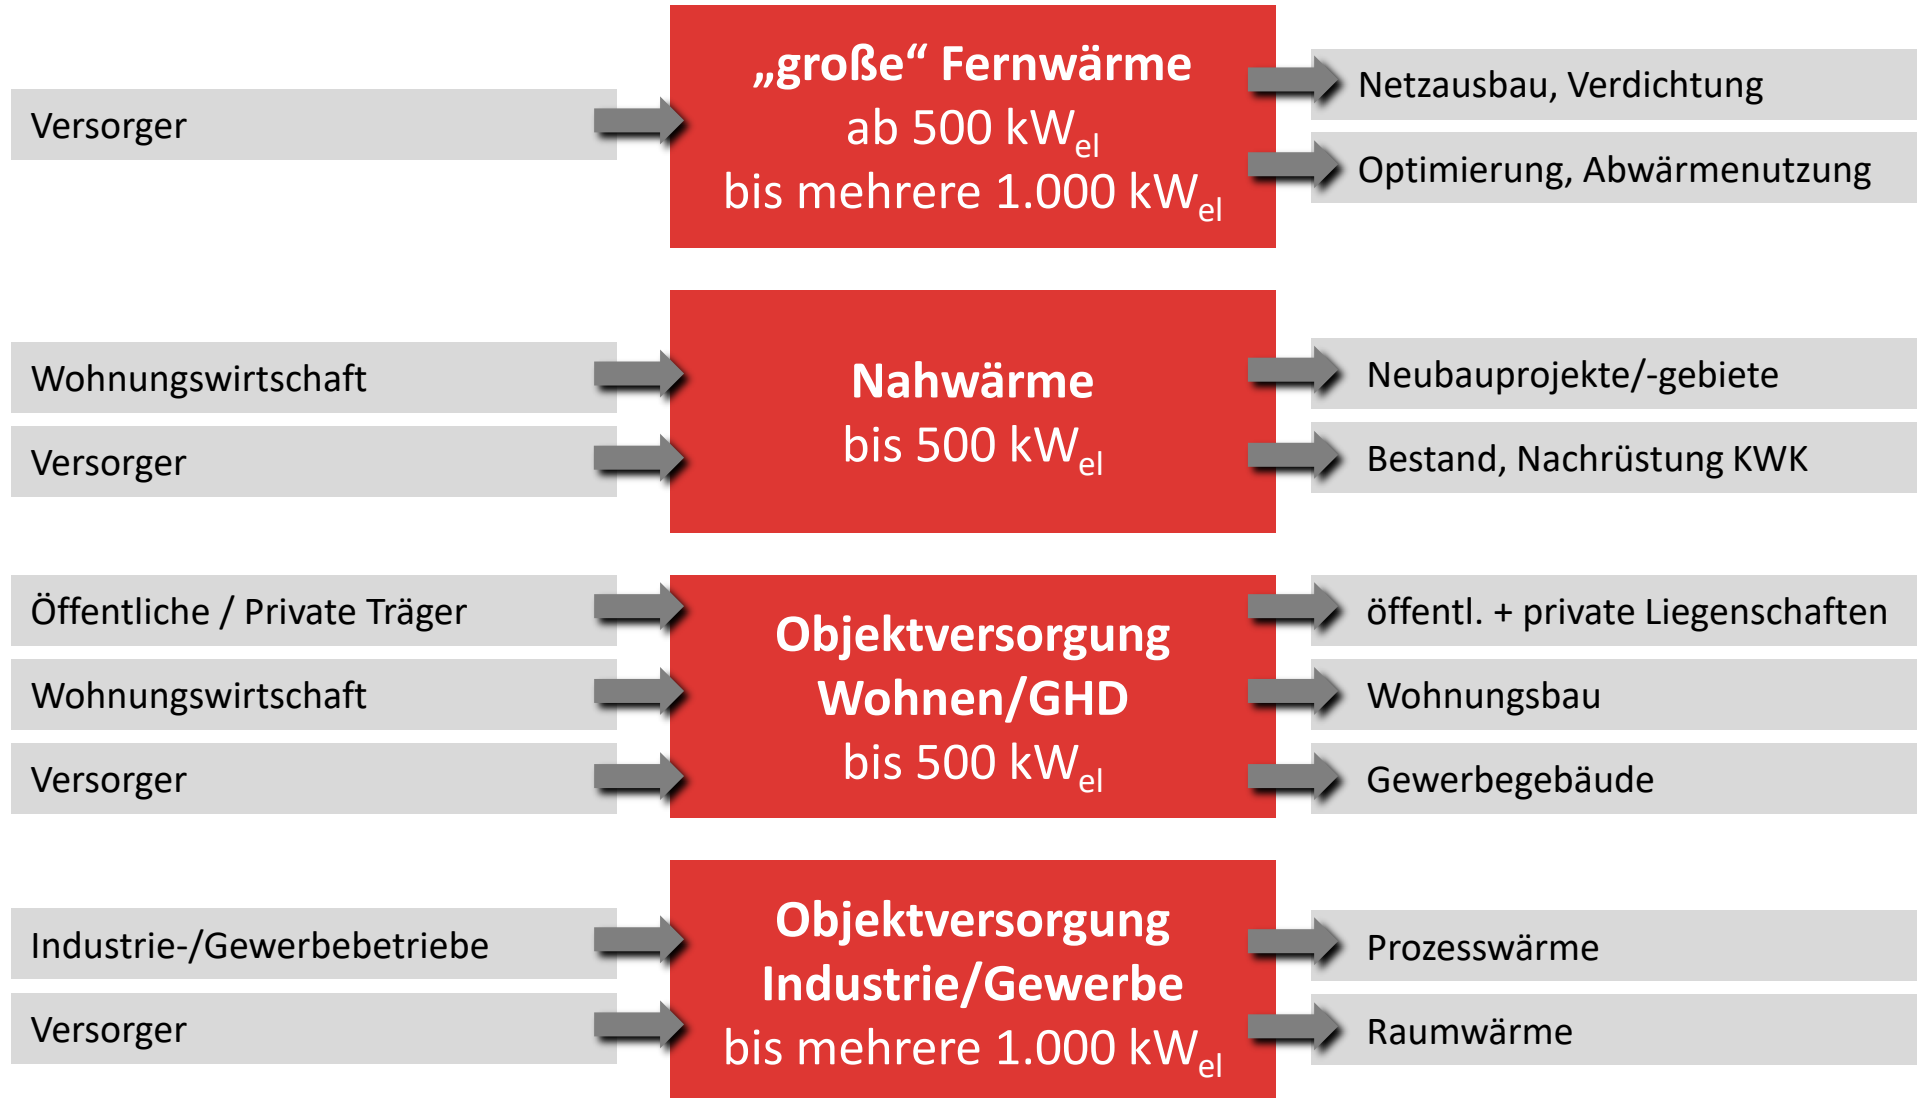 Versorger
„große“ Fernwärme
ab 500 kWel
bis mehrere 1.000 kWel
Netzausbau, Verdichtung
Optimierung, Abwärmenutzung
Wohnungswirtschaft
Versorger
Nahwärme
bis 500 kWel
Neubauprojekte/-gebiete
Bestand, Nachrüstung KWK
Öffentliche / Private Träger
Wohnungswirtschaft
Versorger
Objektversorgung
Wohnen/GHD
bis 500 kWel
öffentl. + private Liegenschaften
Wohnungsbau
Gewerbegebäude
Industrie-/Gewerbebetriebe
Versorger
Objektversorgung
Industrie/Gewerbe
bis mehrere 1.000 kWel
Prozesswärme
Raumwärme